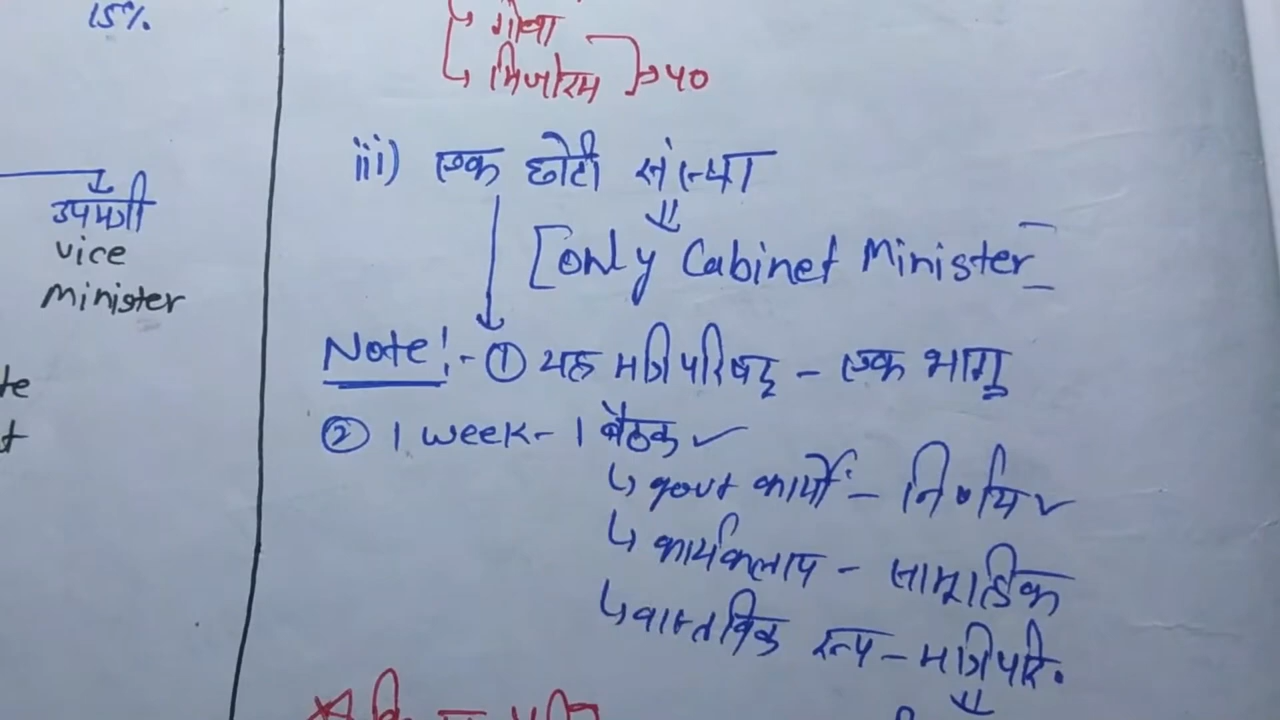 15%
उपमंत्री
vice
minister
te
t
गोवा
मिजोरम → 40
iii) एक छोटी संस्था
[only Cabinet Minister]
Note:- ① यह मंत्रिपरिषद् - एक भाग
② 1 week - 1 बैठक ✓
↳ govt कार्यों - निर्णय ✓
↳ कार्यकलाप - सामूहिक
↳ वास्तविक रूप - मंत्रिपरि.